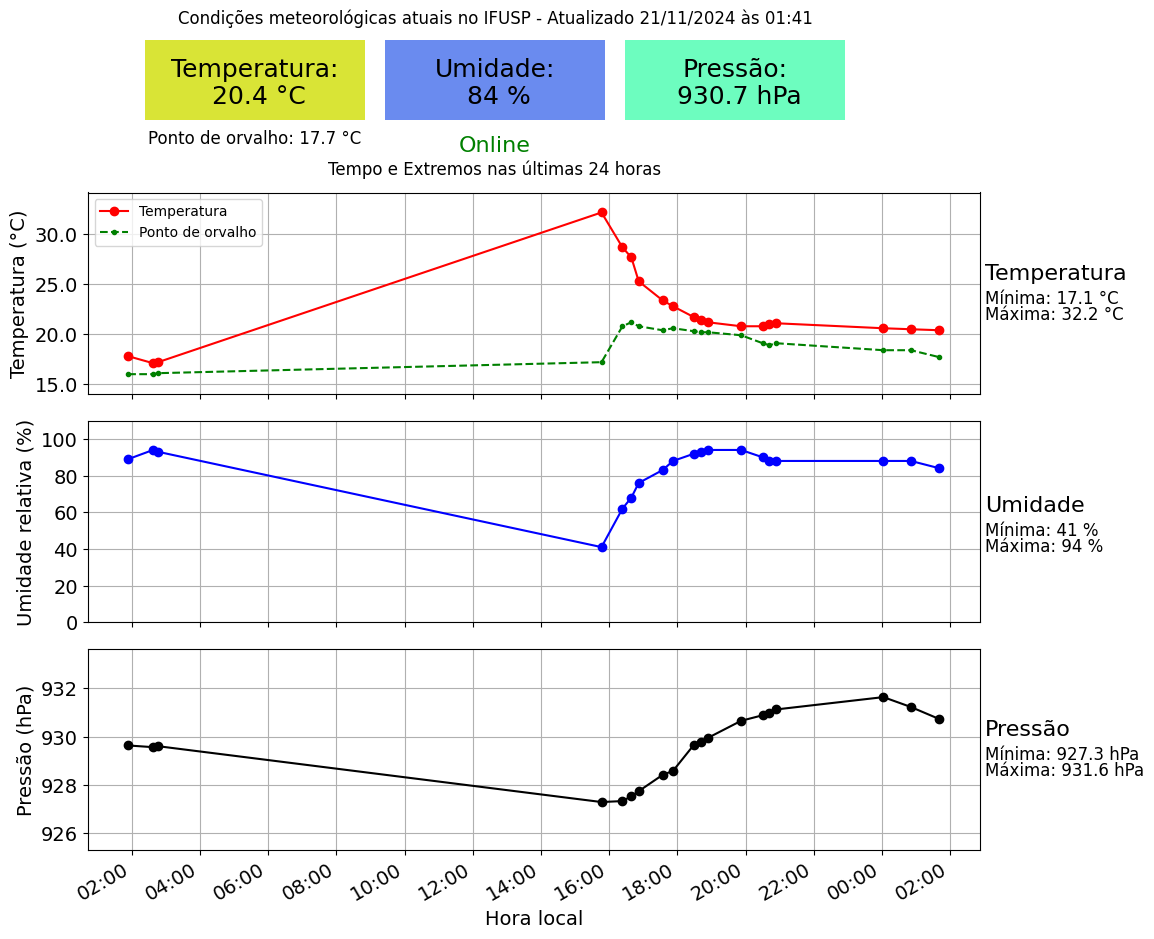 Condições meteorológicas atuais no IFUSP - Atualizado 21/11/2024 às 01:41
Temperatura:
20.4 °C
Umidade:
84 %
Pressão:
930.7 hPa
Ponto de orvalho: 17.7 °C
Online
Tempo e Extremos nas últimas 24 horas
Temperatura (°C)
30.0
25.0
20.0
15.0
Temperatura
Ponto de orvalho
Temperatura
Mínima: 17.1 °C
Máxima: 32.2 °C
Umidade relativa (%)
100
80
60
40
20
0
Umidade
Mínima: 41 %
Máxima: 94 %
Pressão (hPa)
932
930
928
926
Pressão
Mínima: 927.3 hPa
Máxima: 931.6 hPa
02:00 04:00 06:00 08:00 10:00 12:00 14:00 16:00 18:00 20:00 22:00 00:00 02:00
Hora local